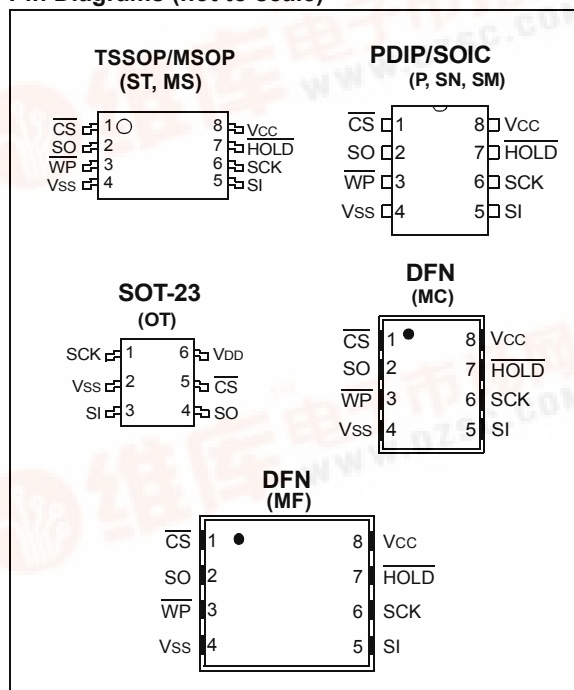 Pin Diagrams (not to scale)
TSSOP/MSOP
(ST, MS)
CS 1 8 VCC
SO 2 7 HOLD
WP 3 6 SCK
VSS 4 5 SI
PDIP/SOIC
(P, SN, SM)
CS 1 8 VCC
SO 2 7 HOLD
WP 3 6 SCK
VSS 4 5 SI
SOT-23
(OT)
SCK 1 6 VDD
VSS 2 5 CS
SI 3 4 SO
DFN
(MC)
CS 1 8 VCC
SO 2 7 HOLD
WP 3 6 SCK
VSS 4 5 SI
DFN
(MF)
CS 1 8 VCC
SO 2 7 HOLD
WP 3 6 SCK
VSS 4 5 SI